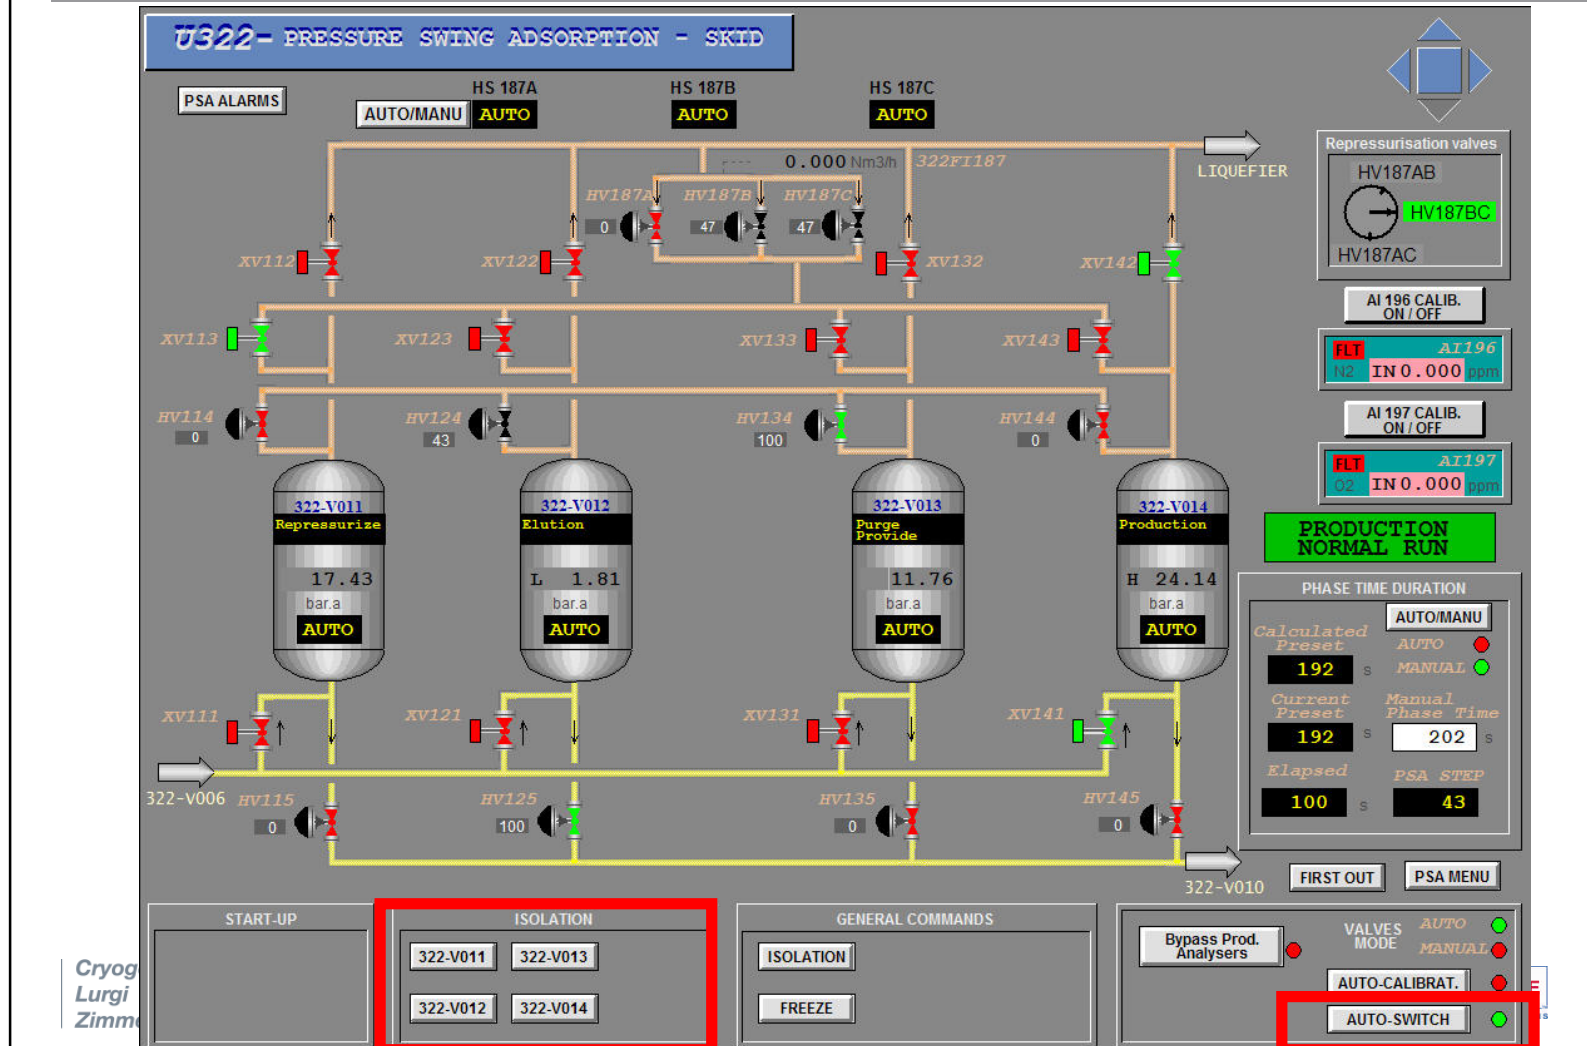 U322- PRESSURE SWING ADSORPTION - SKID
PSA ALARMS
AUTO/MANU
HS 187A
AUTO
HS 187B
AUTO
HS 187C
AUTO
0.000 Nm3/h
322FI187
LIQUEFIER
Repressurisation valves
HV187AB
HV187BC
HV187AC
HV187A
0
HV187B
47
HV187C
47
XV112
XV122
XV132
XV142
XV113
XV123
XV133
XV143
AI 196 CALIB.
ON / OFF
FLT AI196
N2 IN 0.000 ppm
HV114
0
HV124
43
HV134
100
HV144
0
AI 197 CALIB.
ON / OFF
FLT AI197
O2 IN 0.000 ppm
322-V011
Repressurize
17.43
bar.a
AUTO
322-V012
Elution
L 1.81
bar.a
AUTO
322-V013
Purge
Provide
11.76
bar.a
AUTO
322-V014
Production
H 24.14
bar.a
AUTO
PRODUCTION
NORMAL RUN
PHASE TIME DURATION
AUTO/MANU
Calculated
Preset
192 s
AUTO
MANUAL
Current
Preset
192 s
Manual
Phase Time
202 s
Elapsed
100 s
PSA STEP
43
XV111
XV121
XV131
XV141
322-V006
HV115
0
HV125
100
HV135
0
HV145
0
322-V010
FIRST OUT
PSA MENU
START-UP
ISOLATION
322-V011
322-V013
322-V012
322-V014
GENERAL COMMANDS
ISOLATION
FREEZE
Bypass Prod.
Analysers
VALVES
MODE
AUTO
MANUAL
AUTO-CALIBRAT.
AUTO-SWITCH
Cryog
Lurgi
Zimme